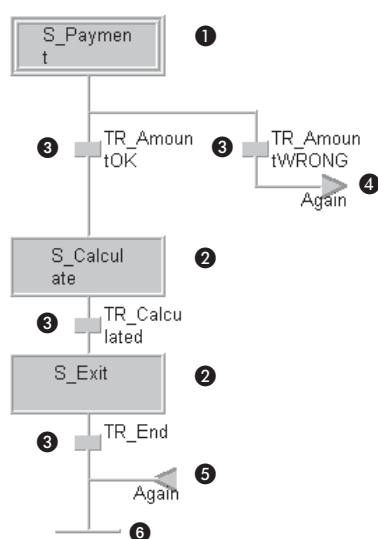 S_Paymen
t
❶
❸
TR_Amoun
tOK
❸
TR_Amoun
tWRONG
❹
Again
S_Calcul
ate
❷
❸
TR_Calcu
lated
S_Exit
❷
❸
TR_End
❺
Again
❻